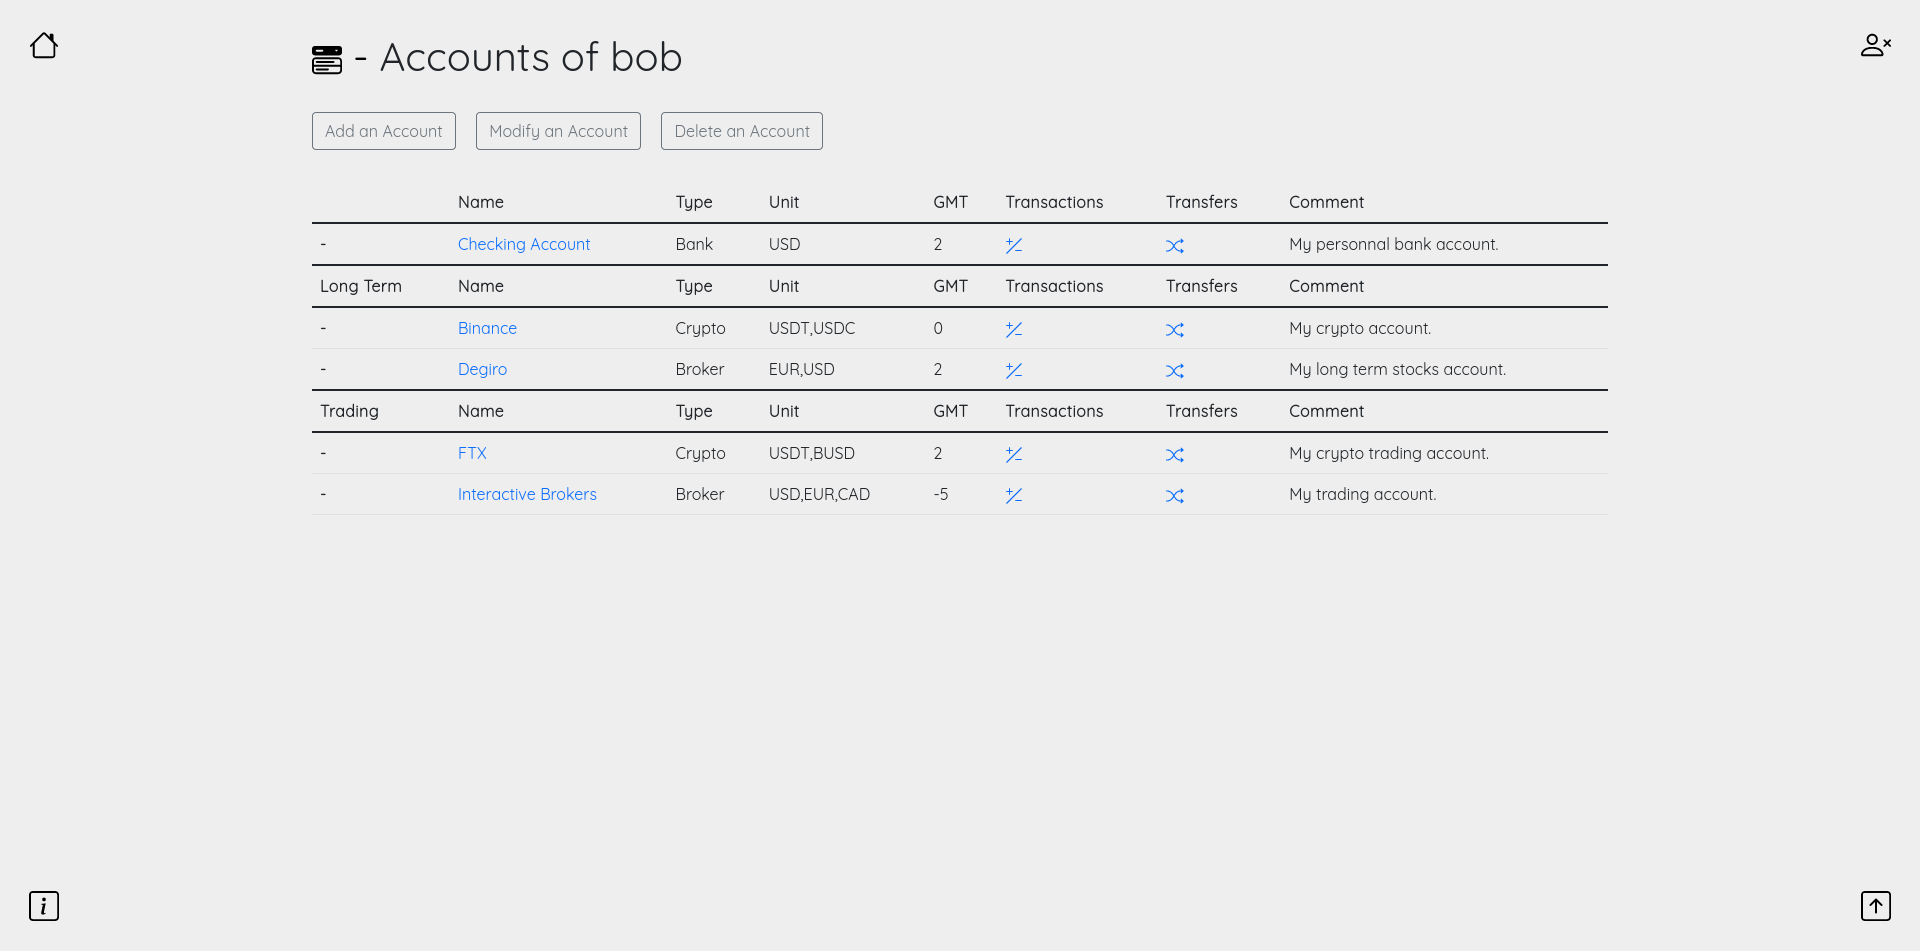 - Accounts of bob
Add an Account Modify an Account Delete an Account
Name Type Unit GMT Transactions Transfers Comment
- Checking Account Bank USD 2 My personnal bank account.
Long Term Name Type Unit GMT Transactions Transfers Comment
- Binance Crypto USDT,USDC 0 My crypto account.
- Degiro Broker EUR,USD 2 My long term stocks account.
Trading Name Type Unit GMT Transactions Transfers Comment
- FTX Crypto USDT,BUSD 2 My crypto trading account.
- Interactive Brokers Broker USD,EUR,CAD -5 My trading account.
i